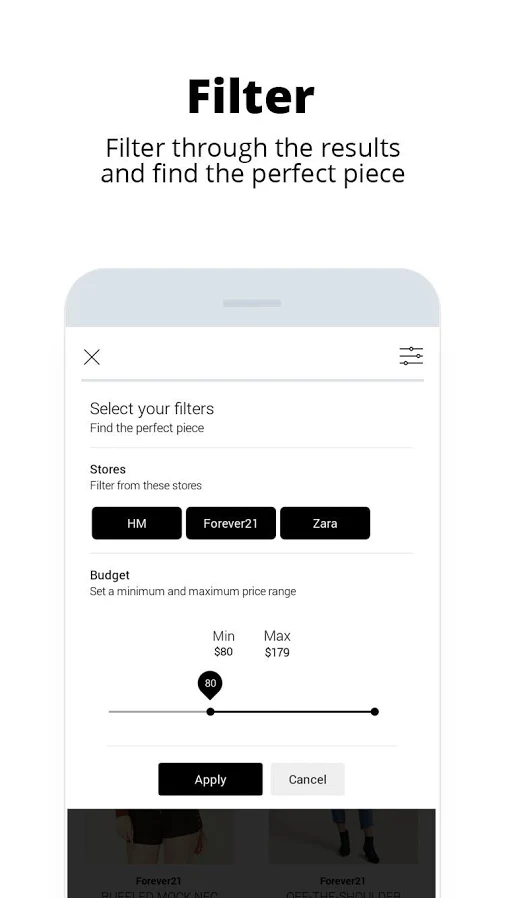 Filter
Filter through the results
and find the perfect piece
Select your filters
Find the perfect piece
Stores
Filter from these stores
HM Forever21 Zara
Budget
Set a minimum and maximum price range
Min Max
$80 $179
80
Apply Cancel
Forever21 Forever21
RUFFLED MOCK NEC OFF-THE-SHOULDER